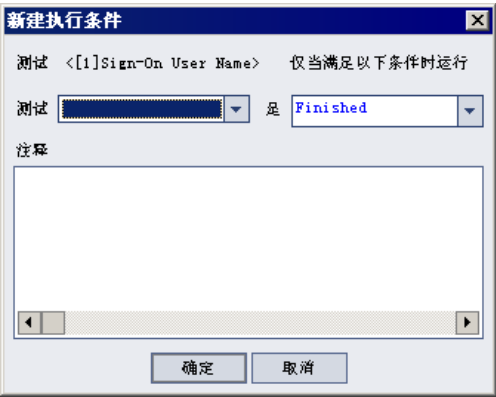 新建执行条件
测试 <[1]Sign-On User Name> 仅当满足以下条件时运行
测试 是 Finished
注释
确定 取消